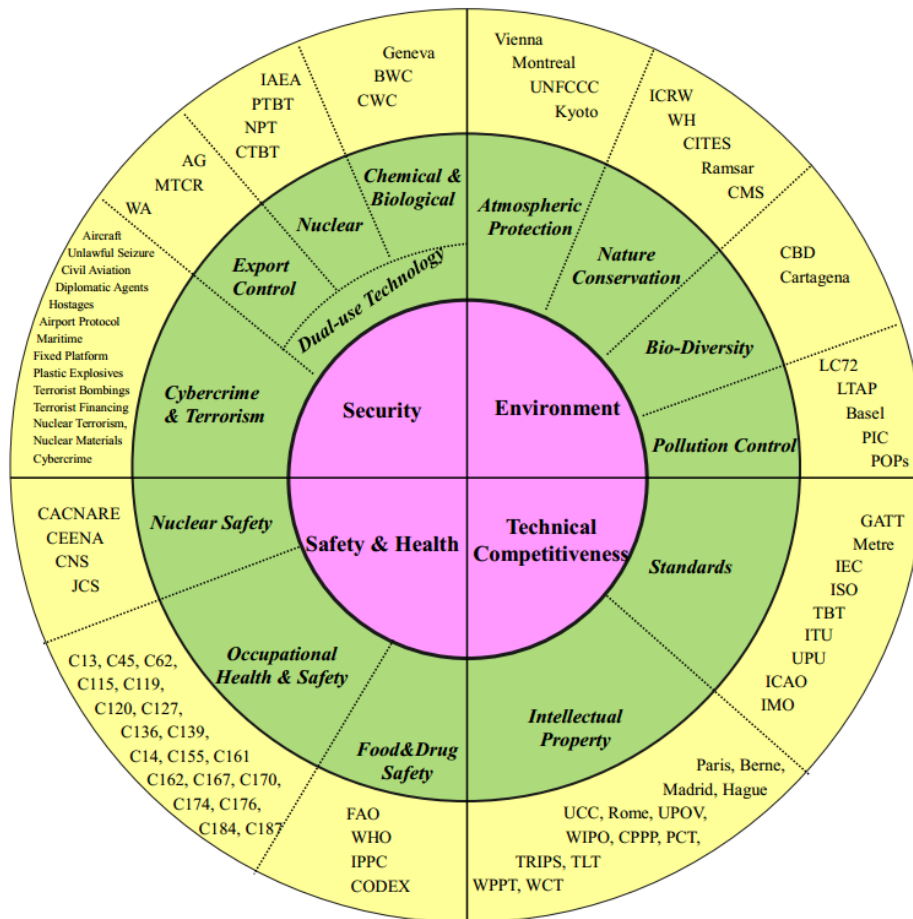 Geneva
BWC
CWC
IAEA
PTBT
NPT
CTBT
AG
MTCR
WA
Aircraft
Unlawful Seizure
Civil Aviation
Diplomatic Agents
Hostages
Airport Protocol
Maritime
Fixed Platform
Plastic Explosives
Terrorist Bombings
Terrorist Financing
Nuclear Terrorism,
Nuclear Materials
Cybercrime
Chemical &
Biological
Nuclear
Export
Control
Dual-use Technology
Cybercrime
& Terrorism
Security
Vienna
Montreal
UNFCCC
Kyoto
ICRW
WH
CITES
Ramsar
CMS
CBD
Cartagena
LC72
LTAP
Basel
PIC
POPs
Atmospheric
Protection
Nature
Conservation
Bio-Diversity
Pollution Control
Environment
Safety & Health
Nuclear Safety
CACNARE
CEENA
CNS
JCS
Occupational
Health & Safety
C13, C45, C62,
C115, C119,
C120, C127,
C136, C139,
C14, C155, C161
C162, C167, C170,
C174, C176,
C184, C187
Food&Drug
Safety
FAO
WHO
IPPC
CODEX
Technical
Competitiveness
Standards
GATT
Metre
IEC
ISO
TBT
ITU
UPU
ICAO
IMO
Intellectual
Property
Paris, Berne,
Madrid, Hague
UCC, Rome, UPOV,
WIPO, CPPP, PCT,
TRIPS, TLT
WPPT, WCT